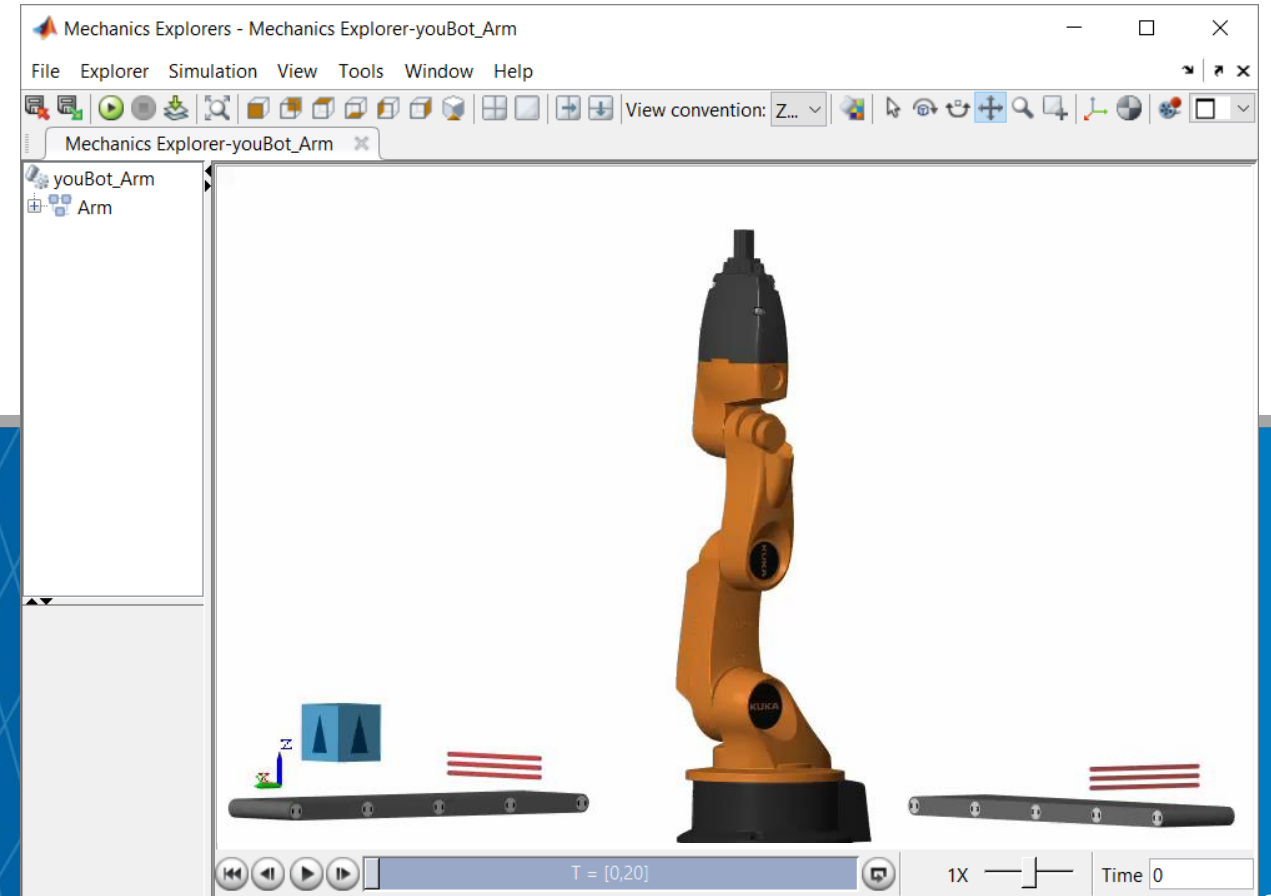 Mechanics Explorers - Mechanics Explorer-youBot_Arm
File Explorer Simulation View Tools Window Help
View convention: Z...
Mechanics Explorer-youBot_Arm
youBot_Arm
Arm
KUKA
KUKA
Z
X
T = [0,20]
1X
Time 0